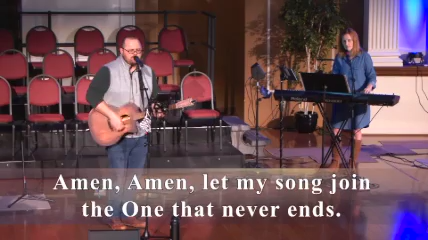 Amen, Amen, let my song join
the One that never ends.